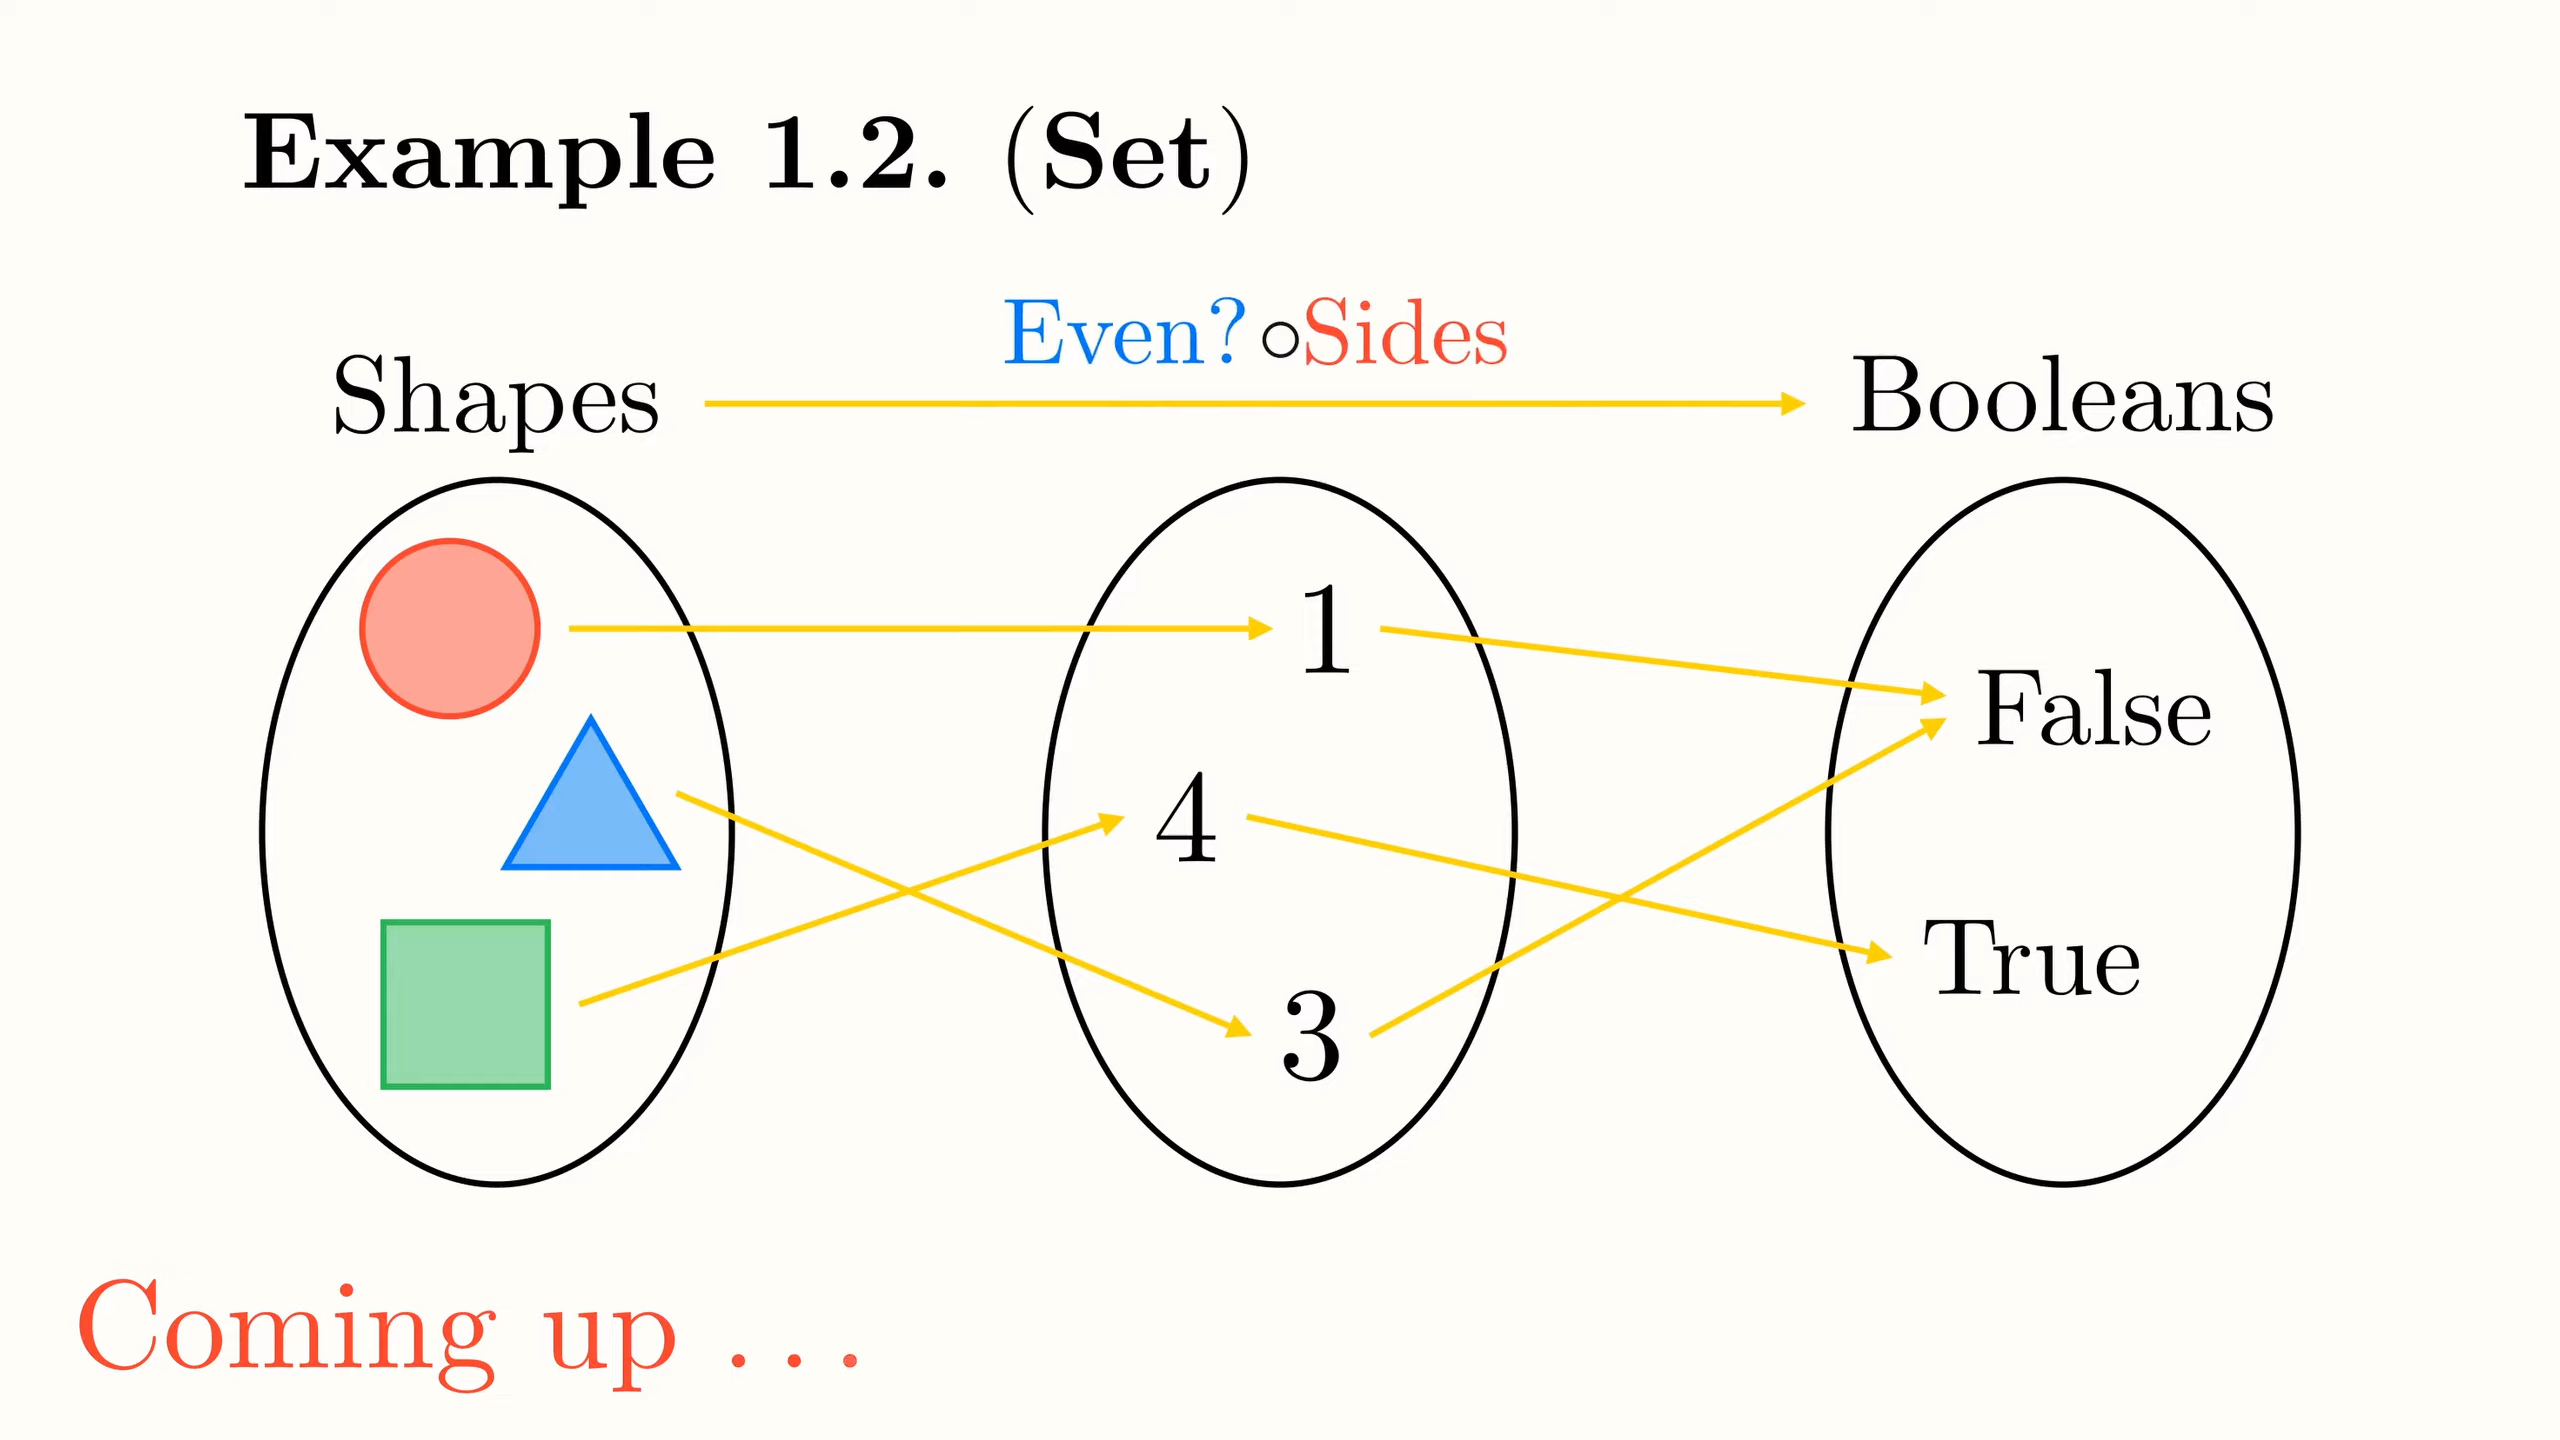 Example 1.2. (Set)
Even?∘Sides
Shapes
Booleans
1
False
4
True
3
Coming up ...